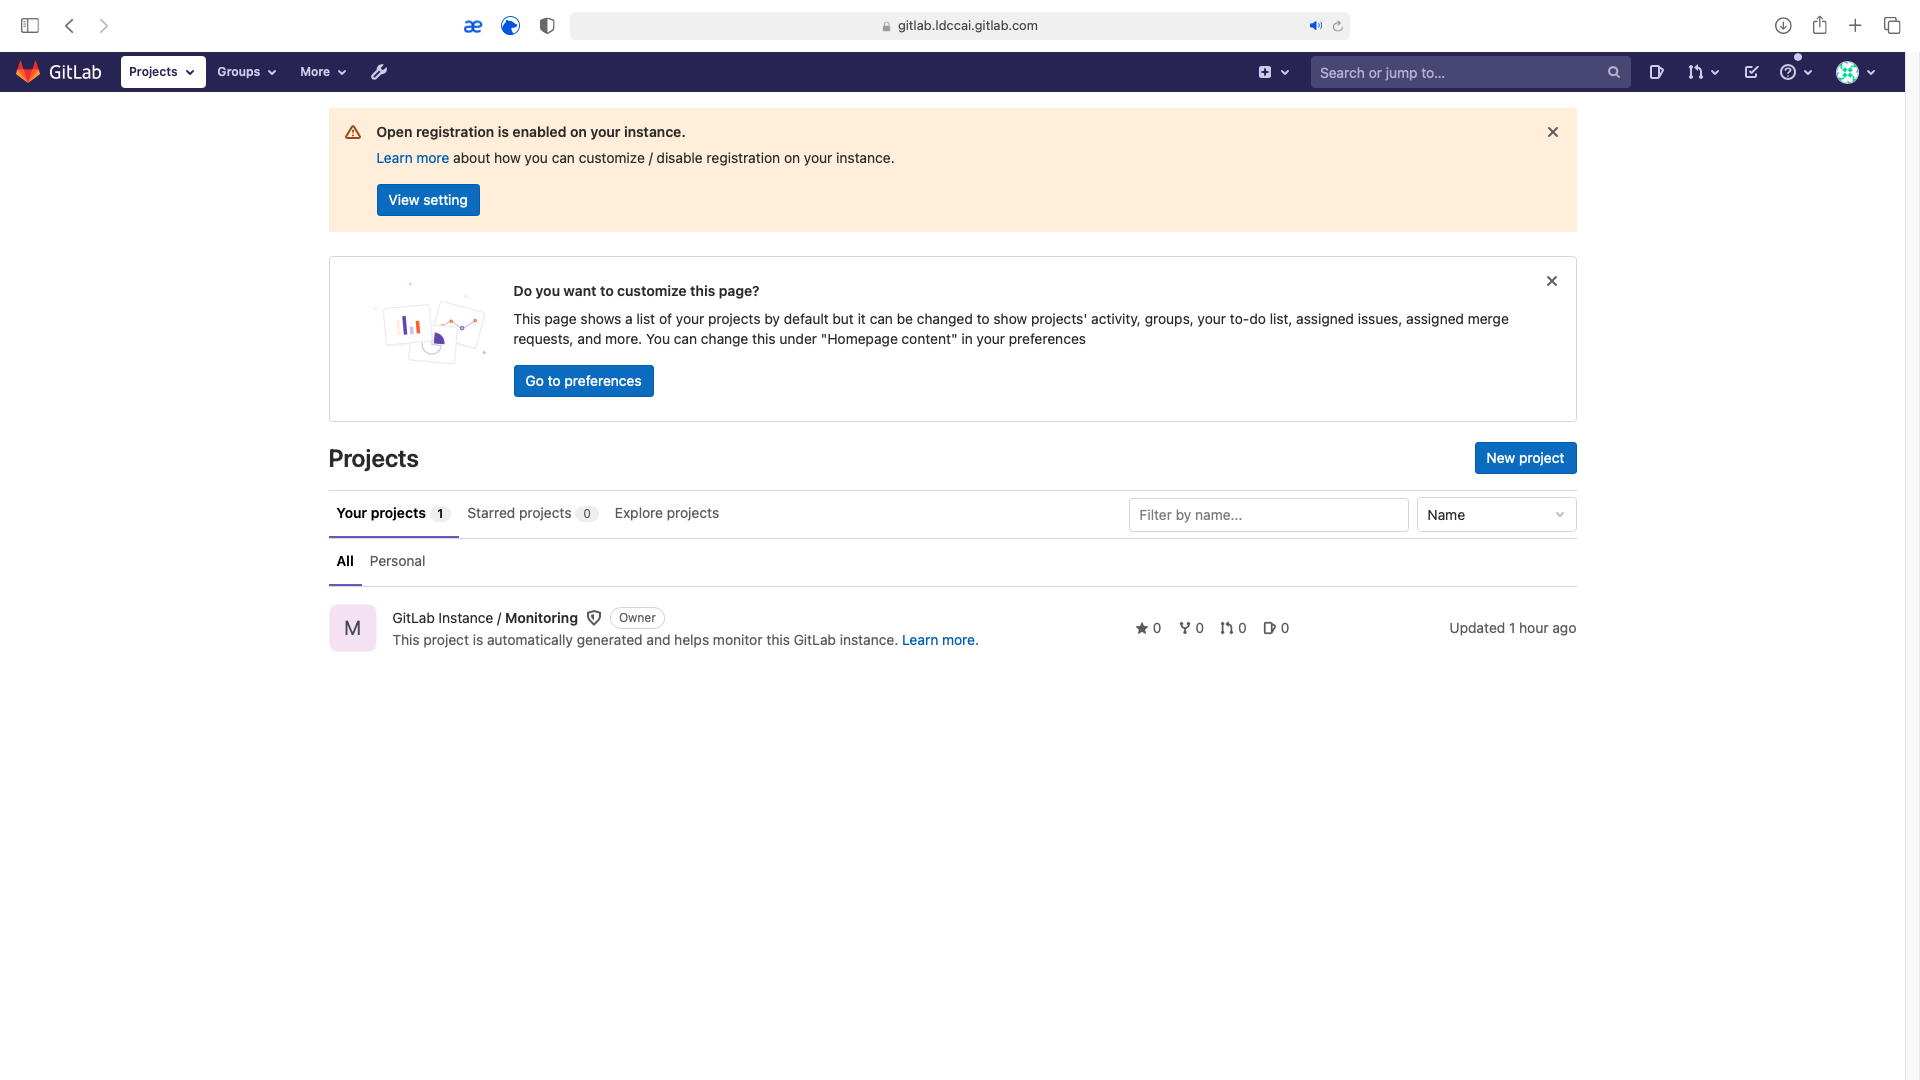 gitlab.ldccai.gitlab.com
GitLab Projects Groups More Search or jump to...
Open registration is enabled on your instance.
Learn more about how you can customize / disable registration on your instance.
View setting
Do you want to customize this page?
This page shows a list of your projects by default but it can be changed to show projects' activity, groups, your to-do list, assigned issues, assigned merge
requests, and more. You can change this under "Homepage content" in your preferences
Go to preferences
Projects New project
Your projects 1 Starred projects 0 Explore projects Filter by name... Name
All Personal
M
GitLab Instance / Monitoring Owner
This project is automatically generated and helps monitor this GitLab instance. Learn more.
0 0 0 0 Updated 1 hour ago